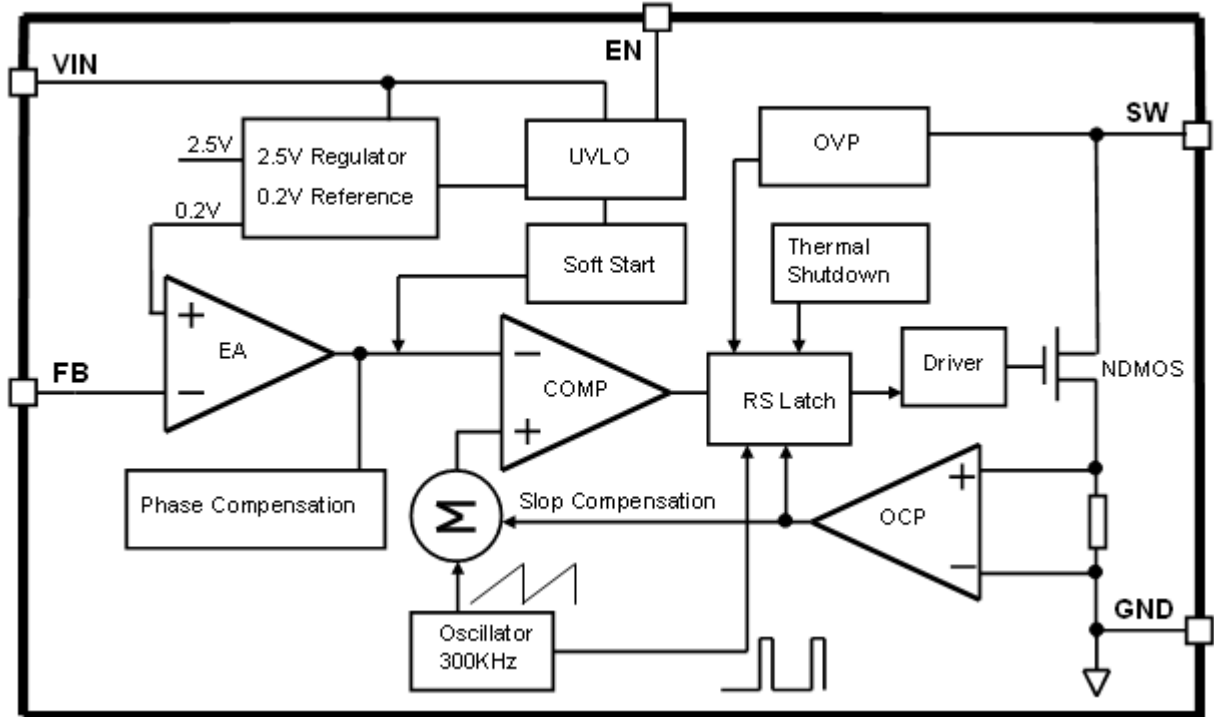 EN
VIN
SW
2.5V
2.5V Regulator
0.2V Reference
UVLO
OVP
0.2V
Soft Start
Thermal
Shutdown
EA
FB
COMP
RS Latch
Driver
NDMOS
Phase Compensation
Σ
Slop Compensation
OCP
GND
Oscillator
300KHz